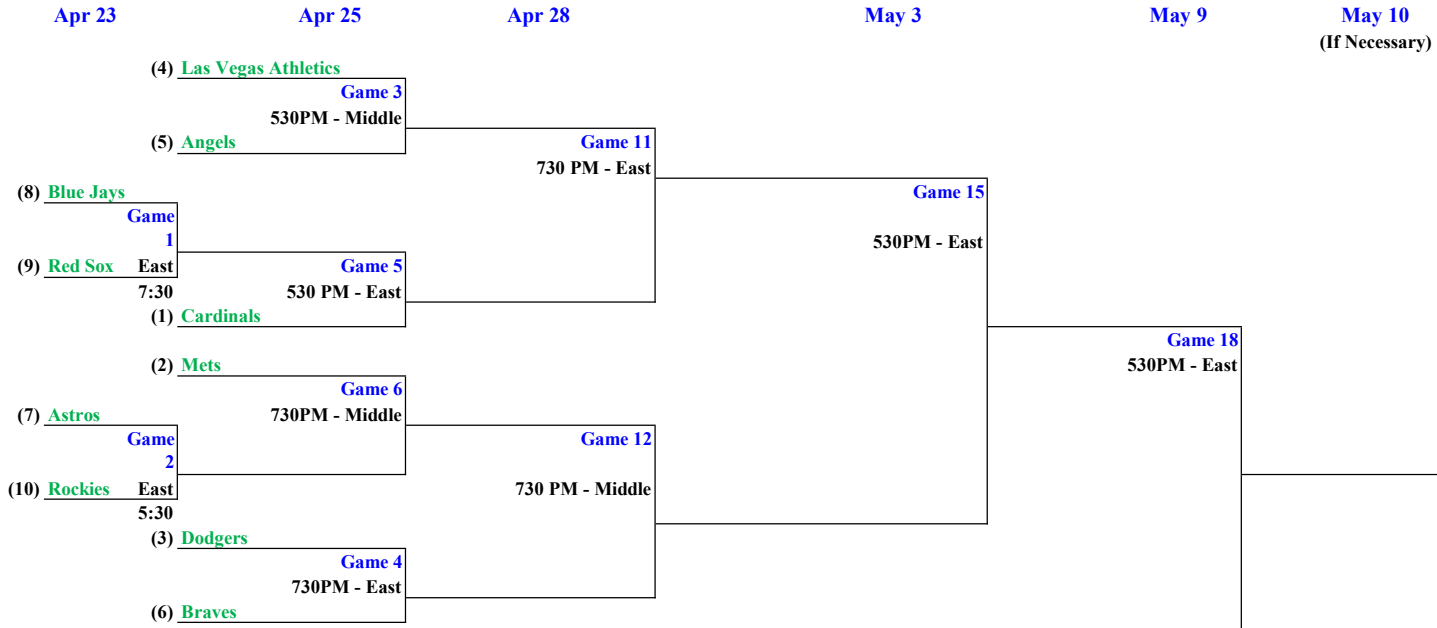 Apr 23 Apr 25 Apr 28 May 3 May 9 May 10
(If Necessary)
(4) Las Vegas Athletics
Game 3
530PM - Middle
(5) Angels
Game 11
730 PM - East
(8) Blue Jays
Game 15
Game
1
530PM - East
(9) Red Sox East
Game 5
7:30
530 PM - East
(1) Cardinals
Game 18
530PM - East
(2) Mets
Game 6
730PM - Middle
(7) Astros
Game
2
Game 12
(10) Rockies East
730 PM - Middle
5:30
(3) Dodgers
Game 4
730PM - East
(6) Braves